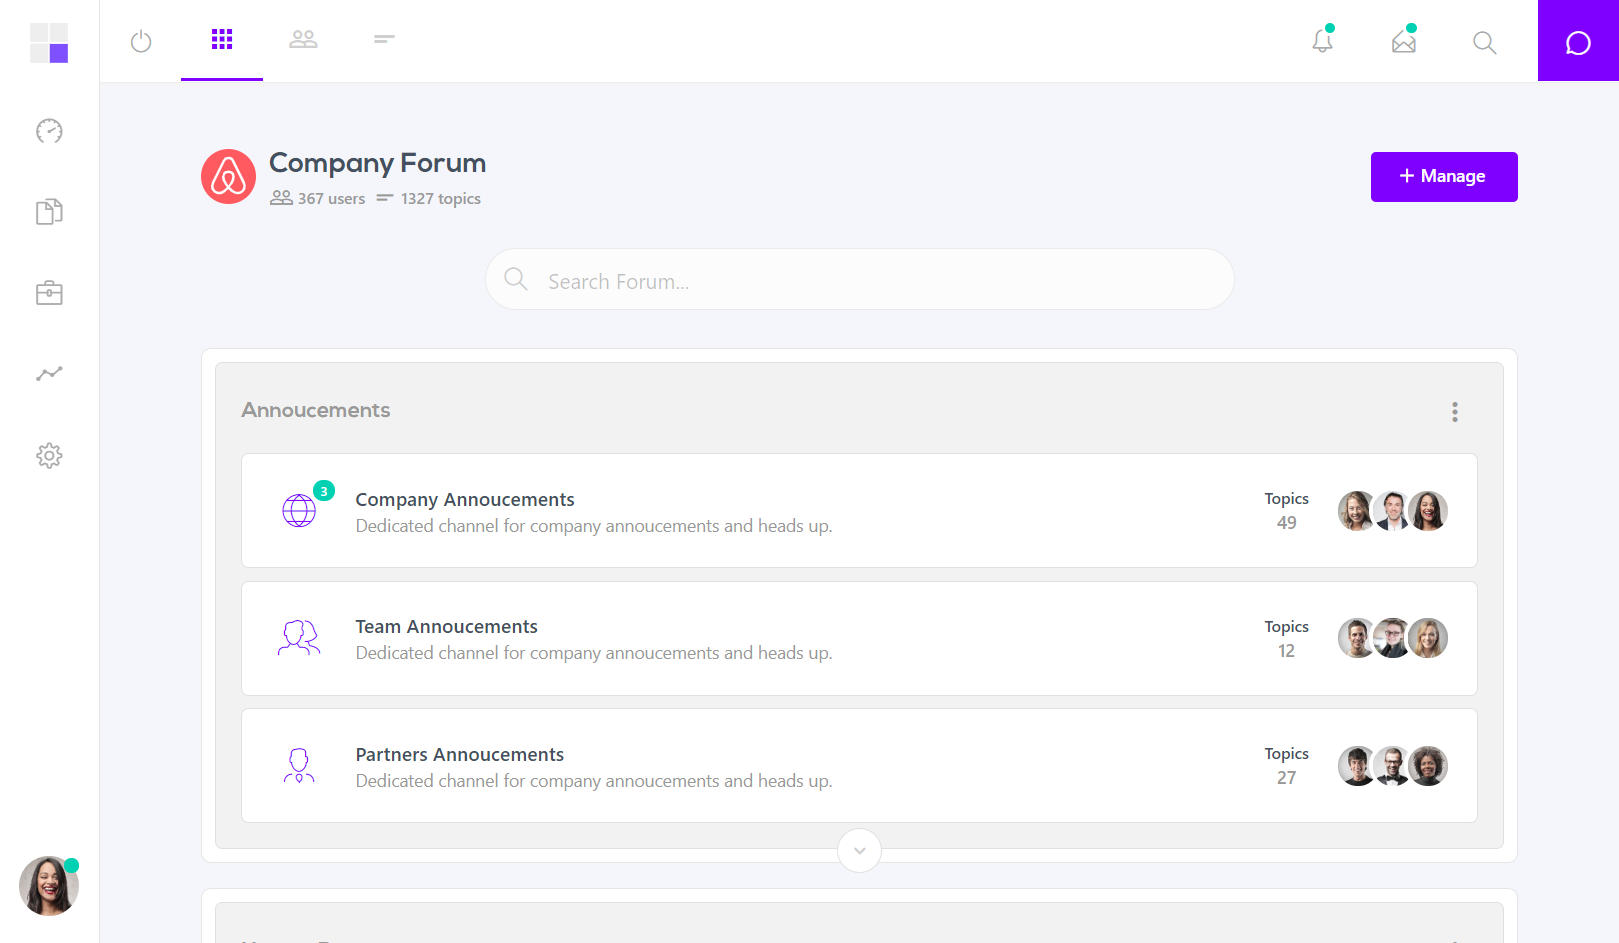 Company Forum
367 users 1327 topics
+ Manage
Search Forum...
Annoucements
3
Company Annoucements
Dedicated channel for company annoucements and heads up.
Topics
49
Team Annoucements
Dedicated channel for company annoucements and heads up.
Topics
12
Partners Annoucements
Dedicated channel for company annoucements and heads up.
Topics
27